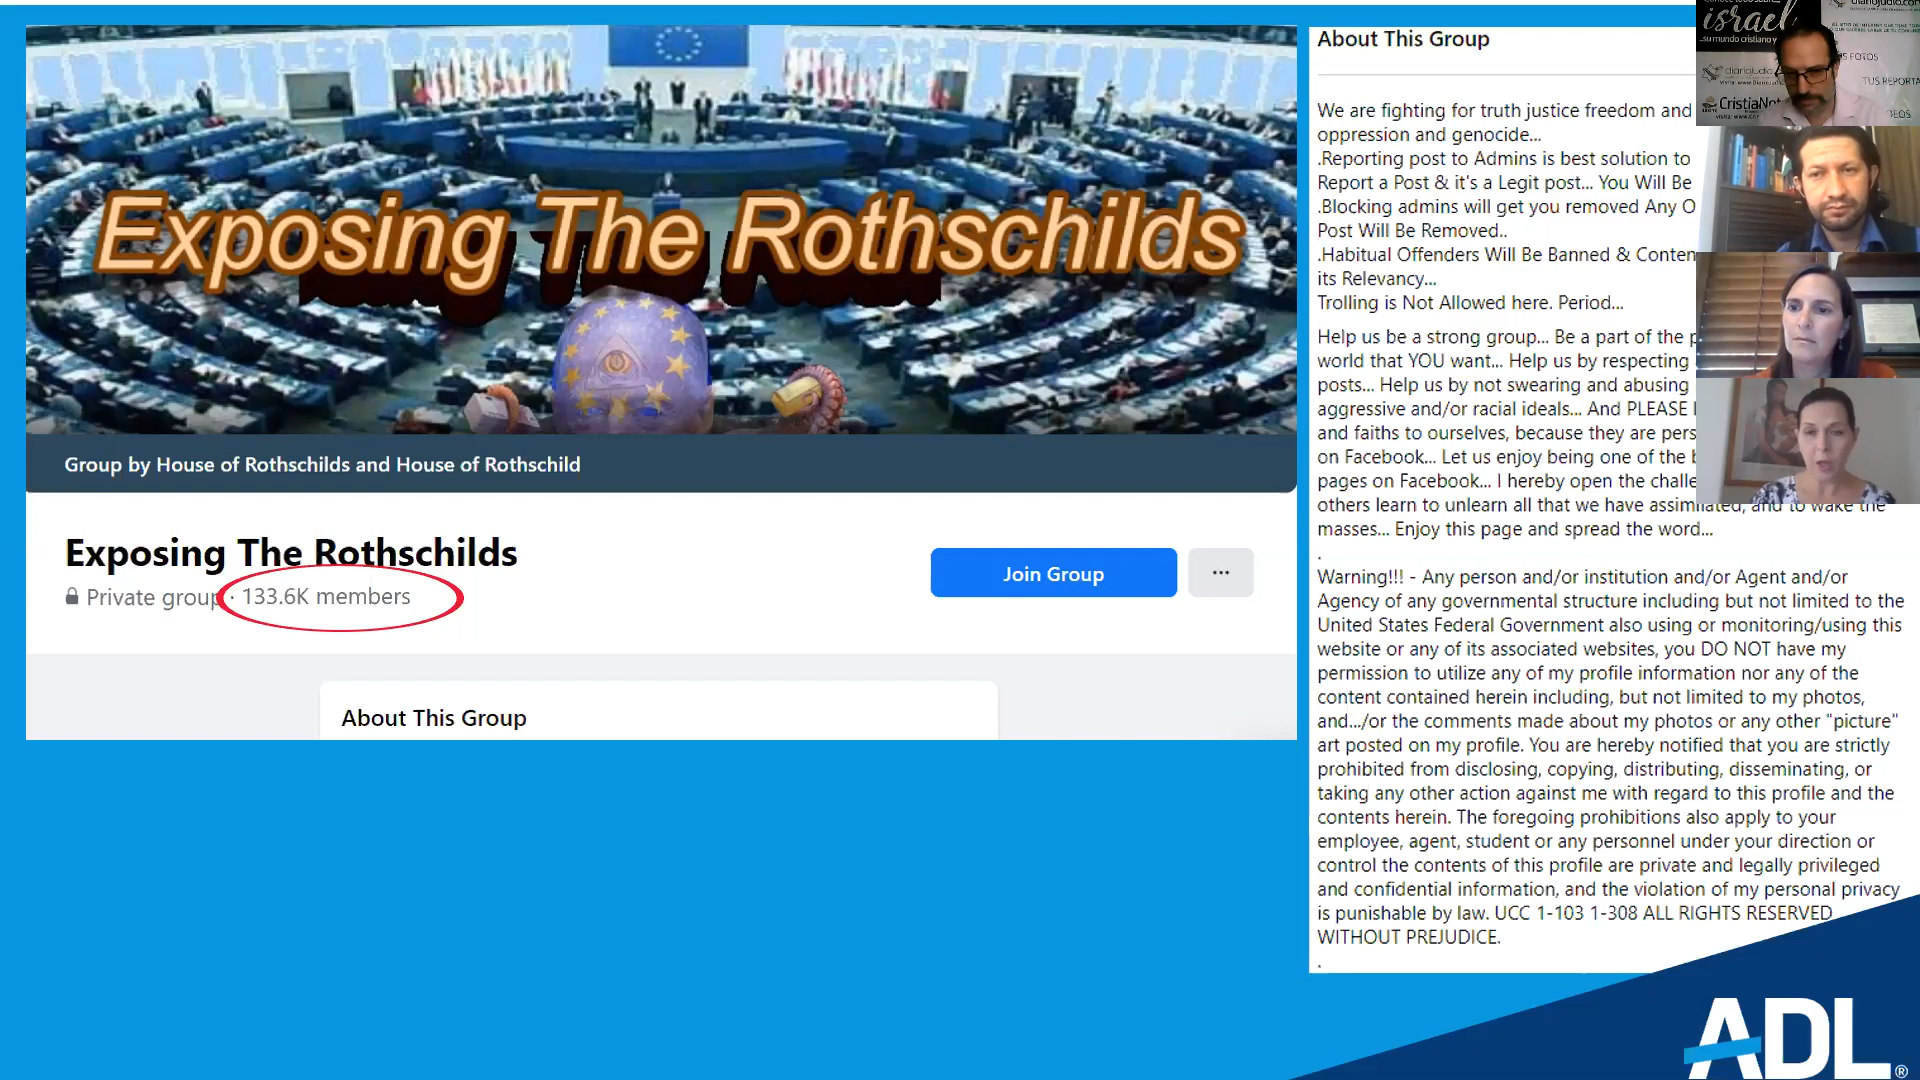 Exposing The Rothschilds
Group by House of Rothschilds and House of Rothschild
Exposing The Rothschilds
Private group · 133.6K members
Join Group
...
About This Group
About This Group
We are fighting for truth justice freedom and
oppression and genocide...
.Reporting post to Admins is best solution to
Report a Post & it's a Legit post... You Will Be
.Blocking admins will get you removed Any O
Post Will Be Removed..
.Habitual Offenders Will Be Banned & Conten
its Relevancy...
Trolling is Not Allowed here. Period...
Help us be a strong group... Be a part of the p
world that YOU want... Help us by respecting
posts... Help us by not swearing and abusing
aggressive and/or racial ideals... And PLEASE
and faiths to ourselves, because they are pers
on Facebook... Let us enjoy being one of the b
pages on Facebook... I hereby open the challe
others learn to unlearn all that we have assimilated, and to wake the
masses... Enjoy this page and spread the word...
.
Warning!!! - Any person and/or institution and/or Agent and/or
Agency of any governmental structure including but not limited to the
United States Federal Government also using or monitoring/using this
website or any of its associated websites, you DO NOT have my
permission to utilize any of my profile information nor any of the
content contained herein including, but not limited to my photos,
and.../or the comments made about my photos or any other "picture"
art posted on my profile. You are hereby notified that you are strictly
prohibited from disclosing, copying, distributing, disseminating, or
taking any other action against me with regard to this profile and the
contents herein. The foregoing prohibitions also apply to your
employee, agent, student or any personnel under your direction or
control the contents of this profile are private and legally privileged
and confidential information, and the violation of my personal privacy
is punishable by law. UCC 1-103 1-308 ALL RIGHTS RESERVED
WITHOUT PREJUDICE.
.
israel
su mundo cristiano y
diariojudio.com
FOTOS
diariojudio
TUS REPORTA
CristiaNot
ADL®